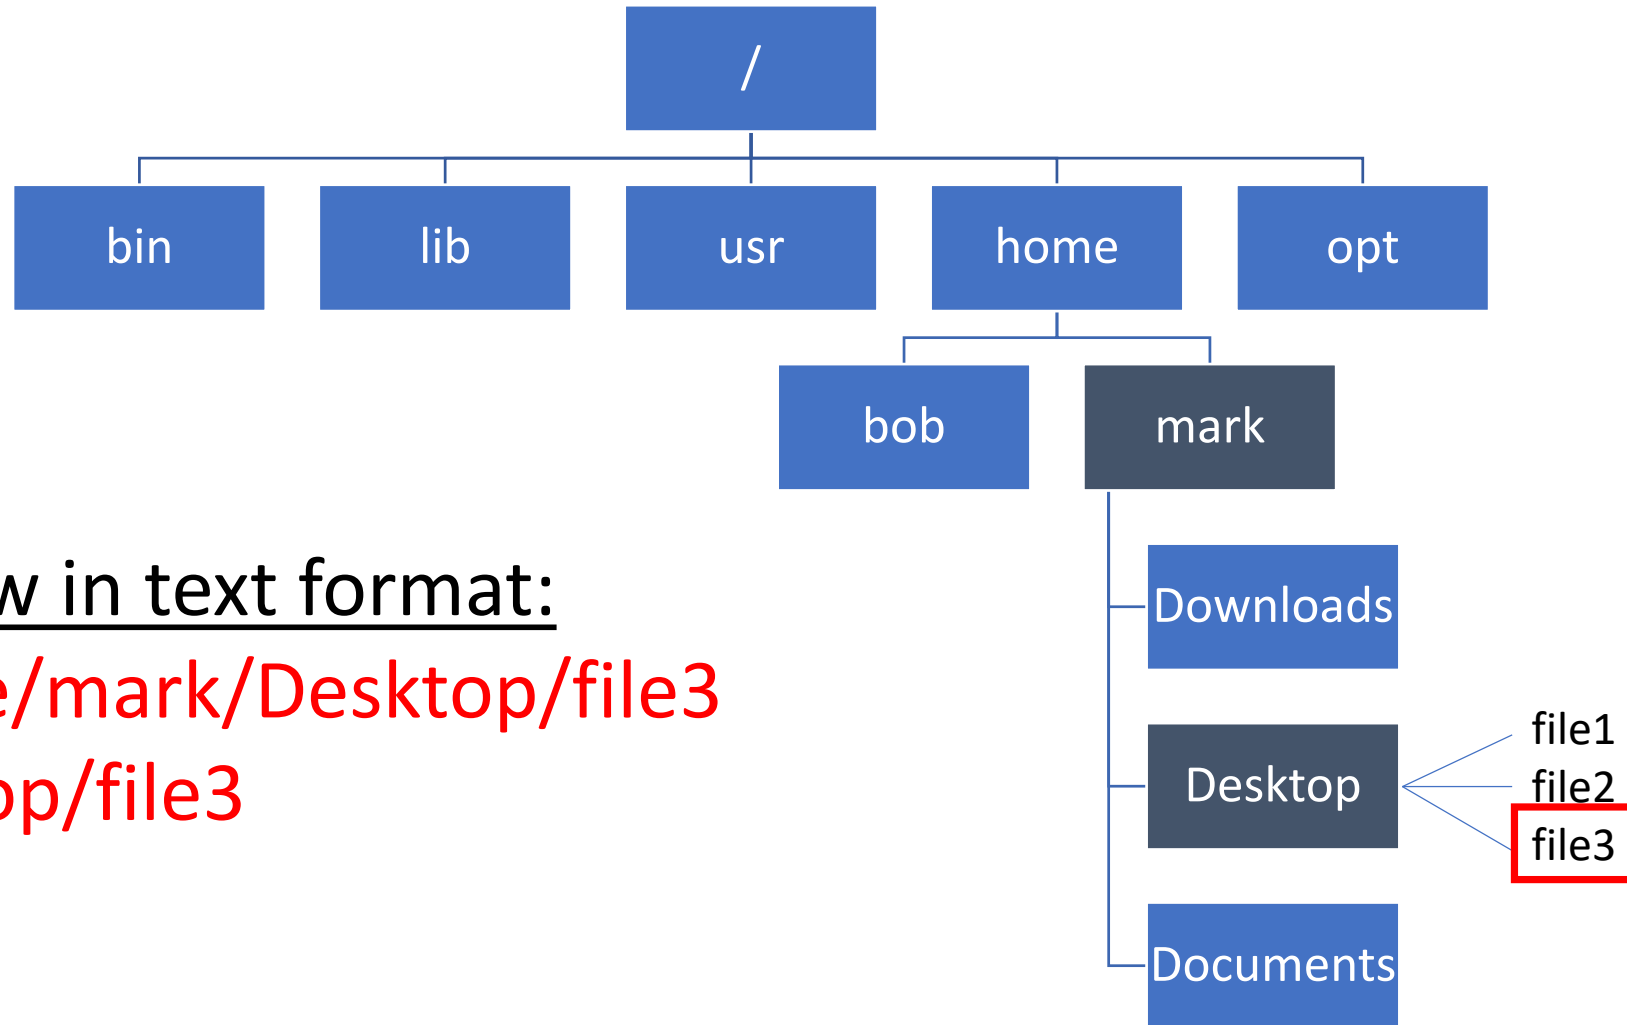 /
bin
lib
usr
home
opt
bob
mark
w in text format:
e/mark/Desktop/file3
op/file3
Downloads
Desktop
file1
file2
file3
Documents